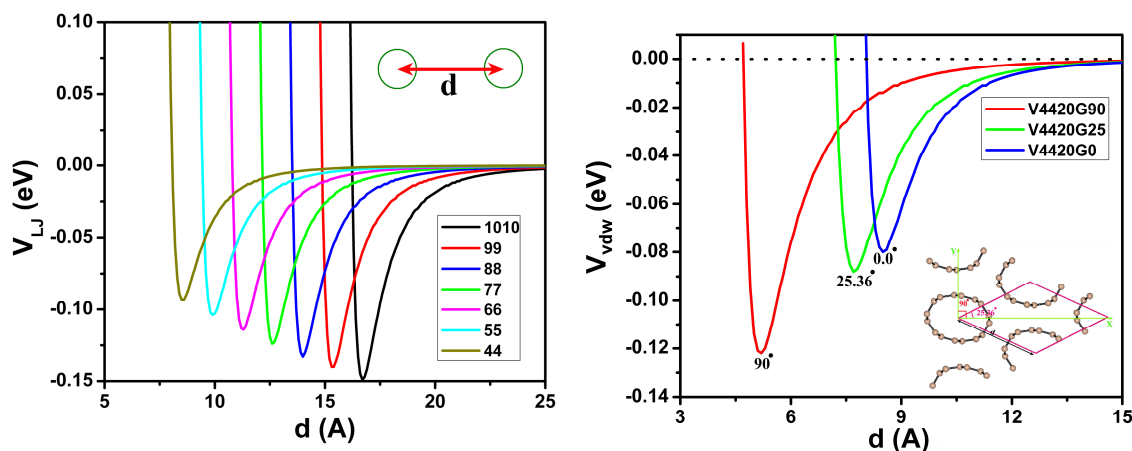 0.10
0.05
0.00
-0.05
-0.10
-0.15
V_LJ (eV)
d
1010
99
88
77
66
55
44
5 10 15 20 25
d (A)
0.00
-0.02
-0.04
-0.06
-0.08
-0.10
-0.12
-0.14
V_vdw (eV)
V4420G90
V4420G25
V4420G0
0.0°
25.36°
90°
Y
90°
25.36°
d
X
3 6 9 12 15
d (A)